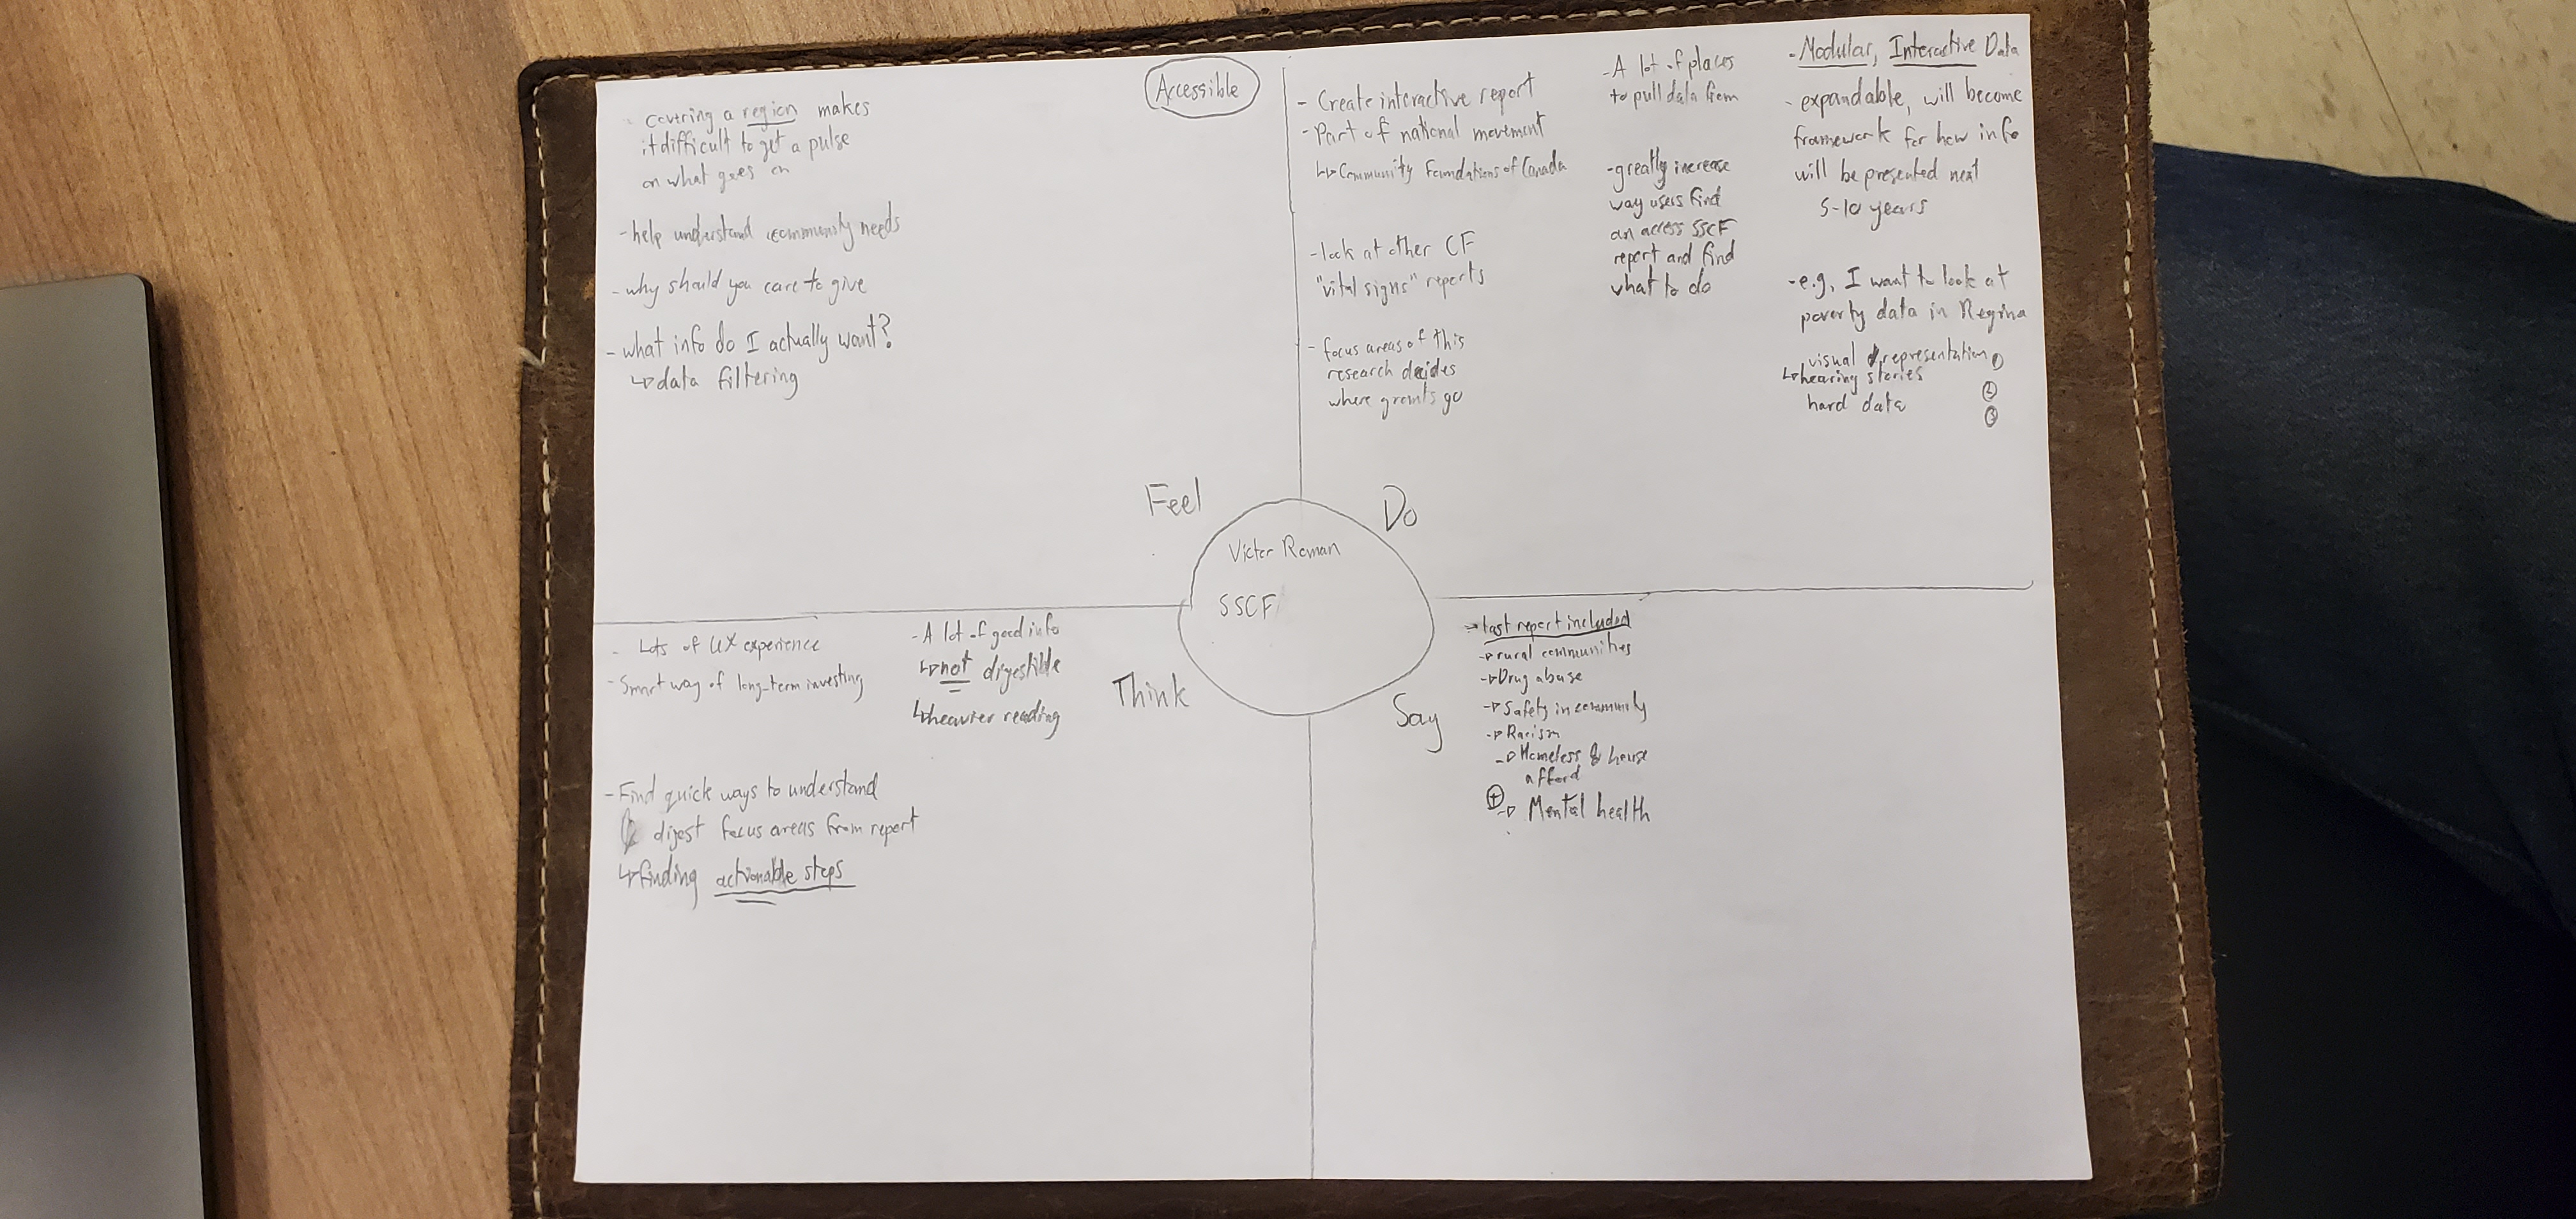 Accessible
- covering a region makes
it difficult to get a pulse
on what goes on
- help understand community needs
- why should you care to give
- what info do I actually want?
↳ data filtering
Feel
- Create interactive report
- Part of national movement
↳ Community Foundations of Canada
- look at other CF
"vital signs" reports
- focus areas of this
research decides
where grants go
- A lot of places
to pull data from
- greatly increase
way users find
an access SSCF
report and find
what to do
- Modular, Interactive Data
- expandable, will become
framework for how info
will be presented next
5-10 years
- e.g, I want to look at
poverty data in Regina
visual representation ①
↳ hearing stories ②
hard data ③
Do
Victor Roman
SSCF
- Lots of UX experience
- Smart way of long-term investing
- A lot of good info
↳ not digestible
↳ heavier reading
Think
- Find quick ways to understand
digest focus areas from report
↳ finding actionable steps
Say
→ last report included
→ rural communities
→ Drug abuse
→ Safety in community
→ Racism
→ Homeless & house
afford
⊕ → Mental health